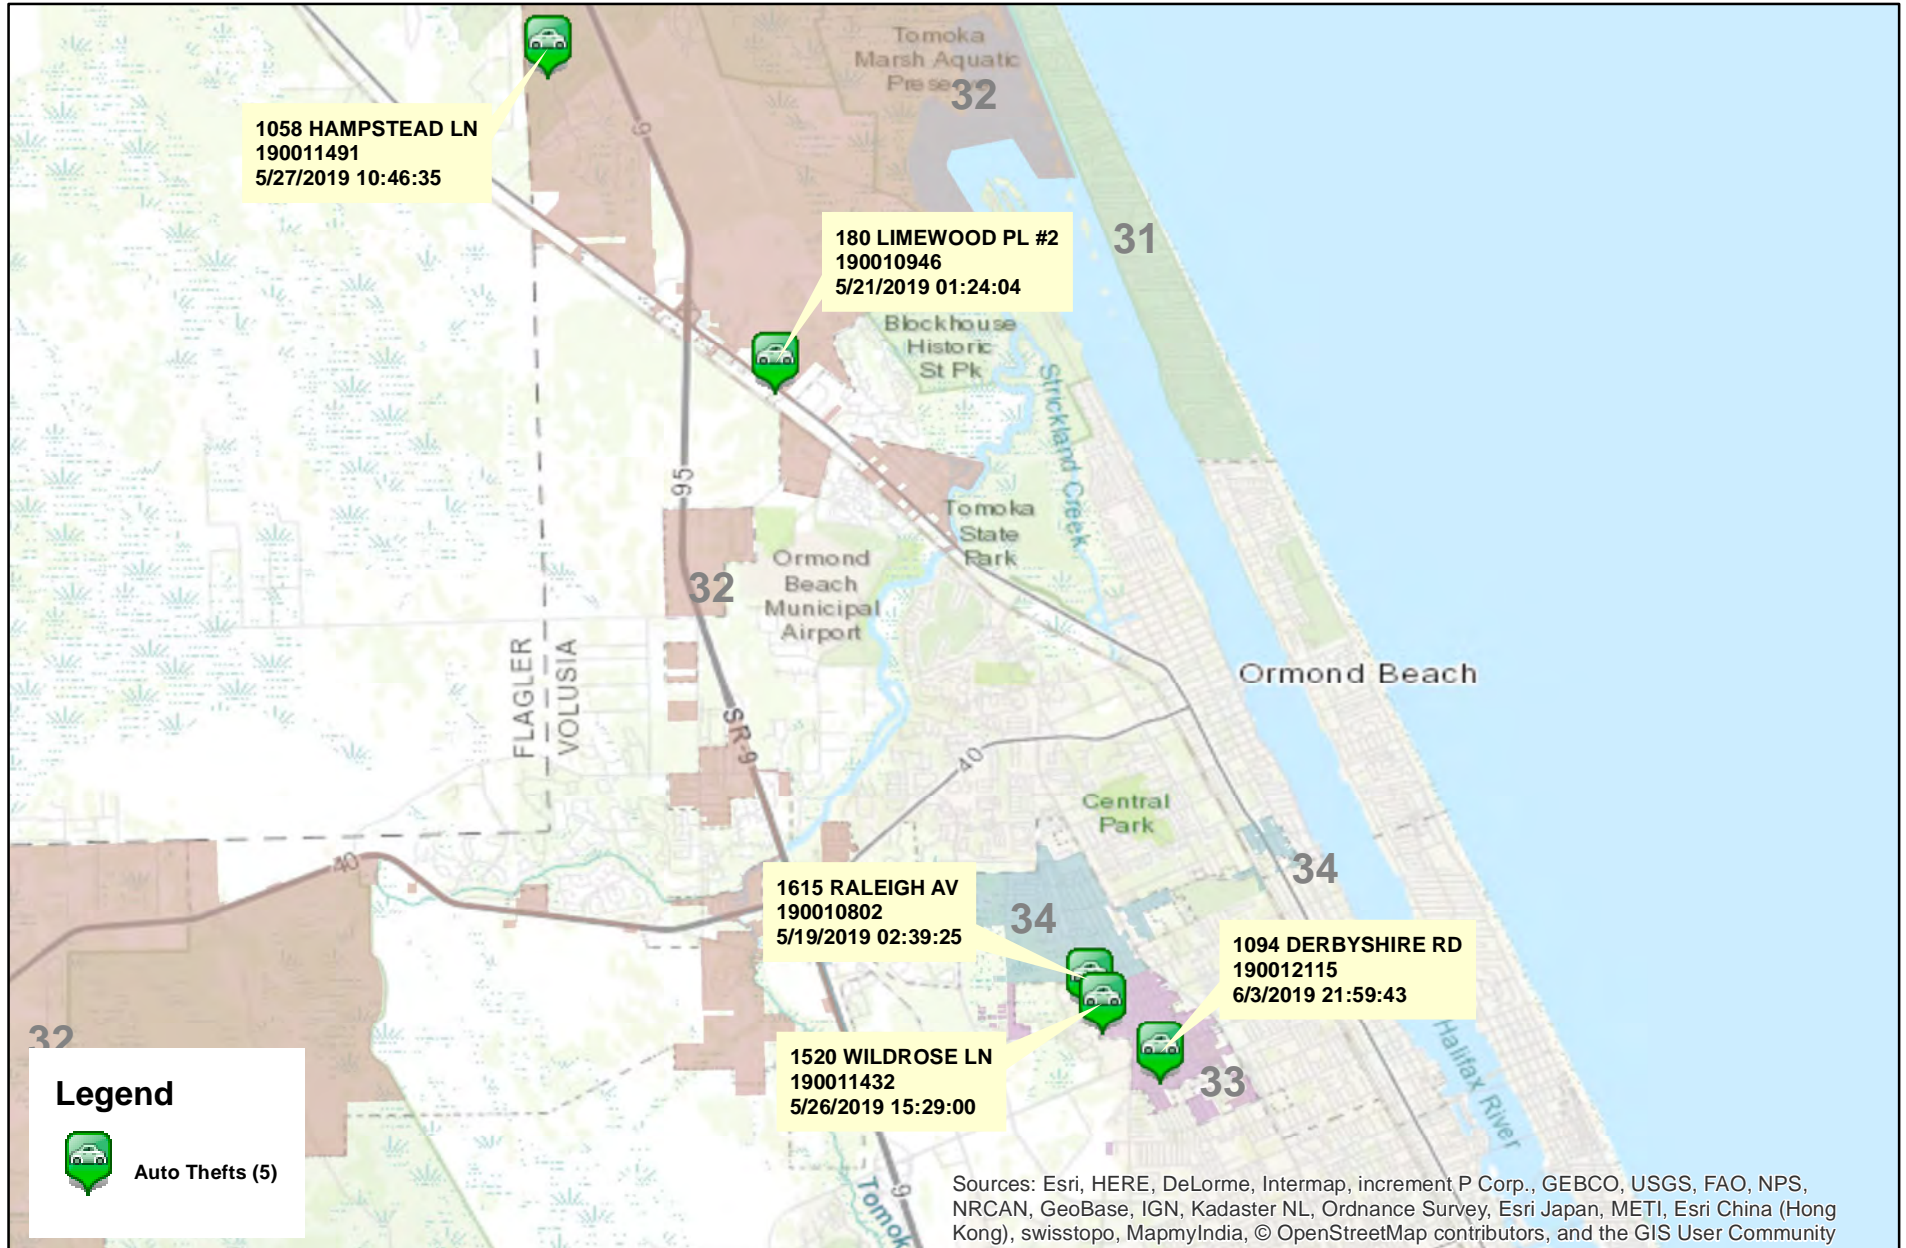 Tomoka
Marsh Aquatic
Preserve
32
6
1058 HAMPSTEAD LN
190011491
5/27/2019 10:46:35
180 LIMEWOOD PL #2
190010946
5/21/2019 01:24:04
31
Blockhouse
Historic
St Pk
Strickland Creek
95
Tomoka
State
Park
Ormond
Beach
Municipal
Airport
32
FLAGLER
VOLUSIA
SR 9
Ormond Beach
40
Central
Park
40
34
1615 RALEIGH AV
190010802
5/19/2019 02:39:25
34
1094 DERBYSHIRE RD
190012115
6/3/2019 21:59:43
32
1520 WILDROSE LN
190011432
5/26/2019 15:29:00
33
Halifax River
Legend
Auto Thefts (5)
Tomok
9
Sources: Esri, HERE, DeLorme, Intermap, increment P Corp., GEBCO, USGS, FAO, NPS,
NRCAN, GeoBase, IGN, Kadaster NL, Ordnance Survey, Esri Japan, METI, Esri China (Hong
Kong), swisstopo, MapmyIndia, © OpenStreetMap contributors, and the GIS User Community